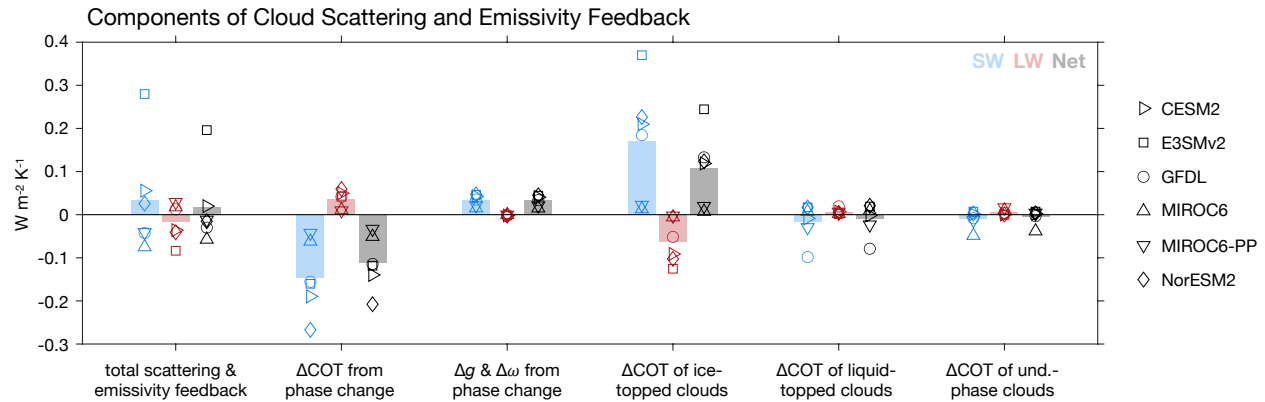 Components of Cloud Scattering and Emissivity Feedback
SW LW Net
W m⁻² K⁻¹
0.4
0.3
0.2
0.1
0
-0.1
-0.2
-0.3
total scattering &
emissivity feedback
ΔCOT from
phase change
Δg & Δω from
phase change
ΔCOT of ice-
topped clouds
ΔCOT of liquid-
topped clouds
ΔCOT of und.-
phase clouds
CESM2
E3SMv2
GFDL
MIROC6
MIROC6-PP
NorESM2